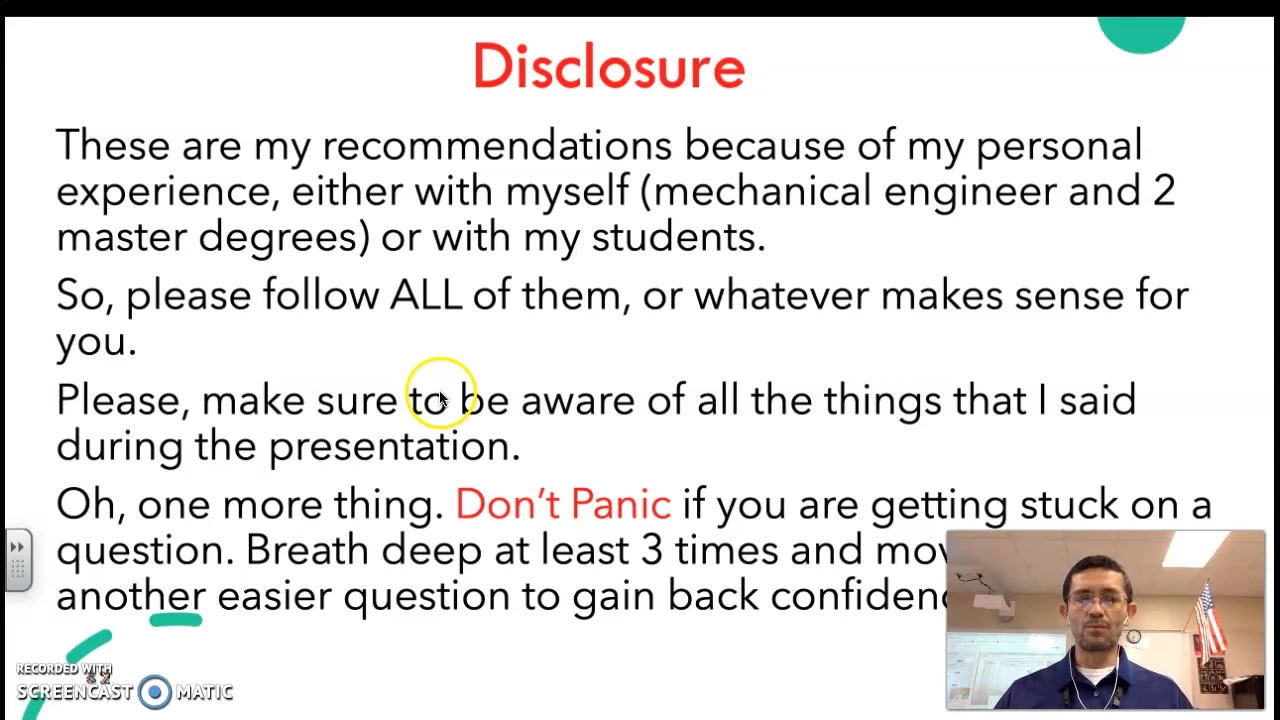 Disclosure
These are my recommendations because of my personal
experience, either with myself (mechanical engineer and 2
master degrees) or with my students.
So, please follow ALL of them, or whatever makes sense for
you.
Please, make sure to be aware of all the things that I said
during the presentation.
Oh, one more thing. Don't Panic if you are getting stuck on a
question. Breath deep at least 3 times and
another easier question to gain back
RECORDED WITH
SCREENCAST MATIC